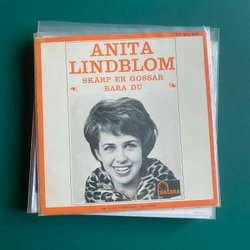 ANITA
LINDBLOM
SKÄRP ER GOSSAR
BARA DU
fontana